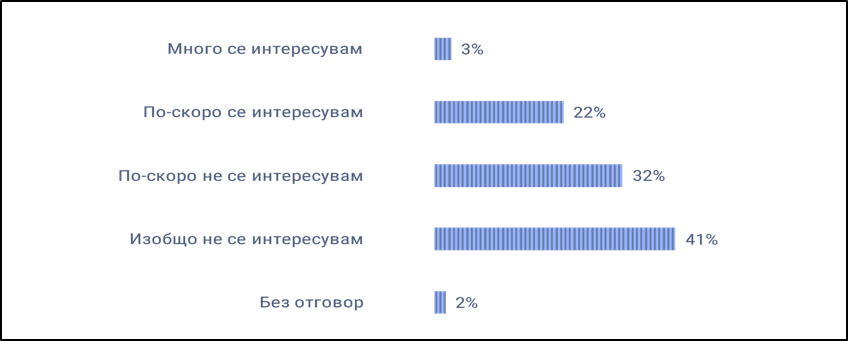 Много се интересувам 3%
По-скоро се интересувам 22%
По-скоро не се интересувам 32%
Изобщо не се интересувам 41%
Без отговор 2%